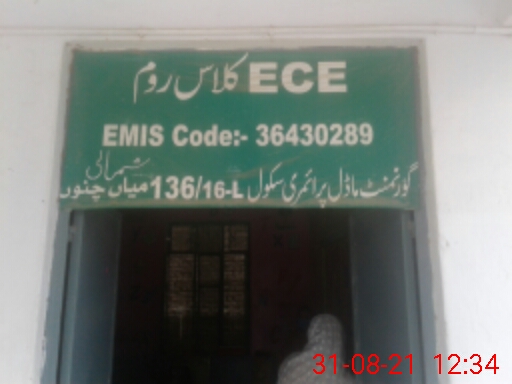 ECE کلاس روم
EMIS Code:- 36430289
گورنمنٹ ماڈل پرائمری سکول 136/16-L شمالی میاں چنوں
31-08-21 12:34